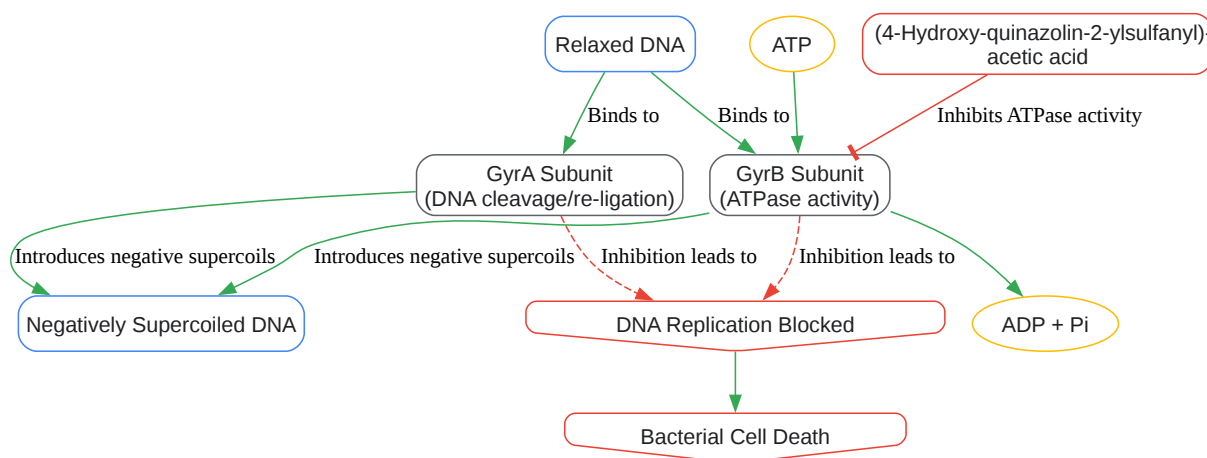 Relaxed DNA
ATP
(4-Hydroxy-quinazolin-2-ylsulfanyl)-
acetic acid
Binds to
Binds to
Inhibits ATPase activity
GyrA Subunit
(DNA cleavage/re-ligation)
GyrB Subunit
(ATPase activity)
Introduces negative supercoils
Introduces negative supercoils
Inhibition leads to
Inhibition leads to
Negatively Supercoiled DNA
DNA Replication Blocked
ADP + Pi
Bacterial Cell Death